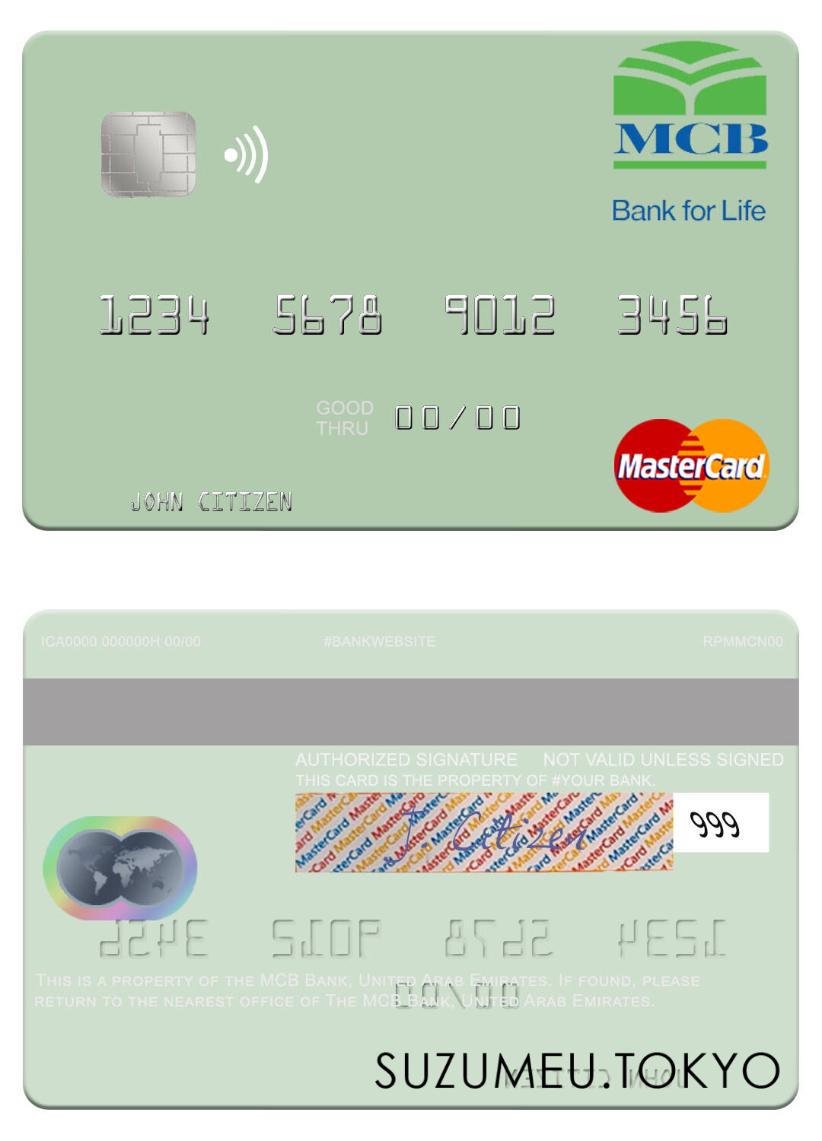 MCB
Bank for Life
1234 5678 9012 3456
GOOD THRU 00/00
MasterCard
JOHN CITIZEN
ICA0000 000000H 00/00 #BANKWEBSITE RPMMCN00
AUTHORIZED SIGNATURE NOT VALID UNLESS SIGNED
THIS CARD IS THE PROPERTY OF #YOUR BANK.
J. Citizen 999
THIS IS A PROPERTY OF THE MCB BANK, UNITED ARAB EMIRATES. IF FOUND, PLEASE
RETURN TO THE NEAREST OFFICE OF THE MCB BANK, UNITED ARAB EMIRATES.
SUZUMEU.TOKYO